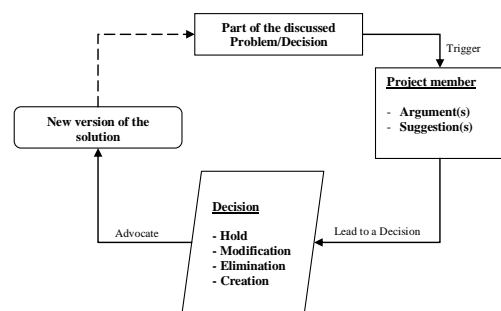 Part of the discussed
Problem/Decision
Trigger
Project member
- Argument(s)
- Suggestion(s)
New version of the
solution
Decision
- Hold
- Modification
- Elimination
- Creation
Advocate
Lead to a Decision